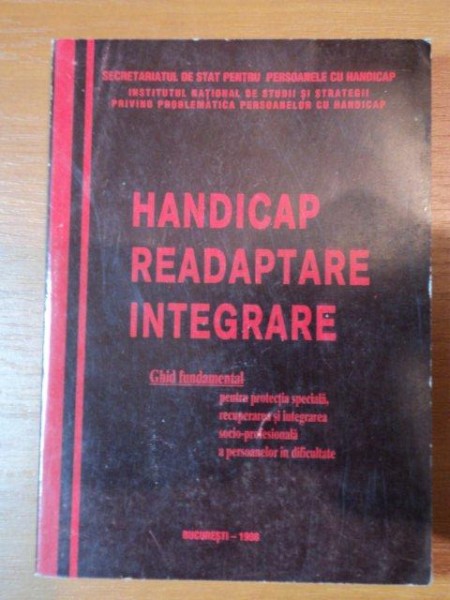 SECRETARIATUL DE STAT PENTRU PERSOANELE CU HANDICAP
INSTITUTUL NAȚIONAL DE STUDII ȘI STRATEGII
PRIVIND PROBLEMATICA PERSOANELOR CU HANDICAP
HANDICAP
READAPTARE
INTEGRARE
Ghid fundamental
pentru protecția specială,
recuperarea și integrarea
socio-profesională
a persoanelor în dificultate
BUCUREȘTI - 1998